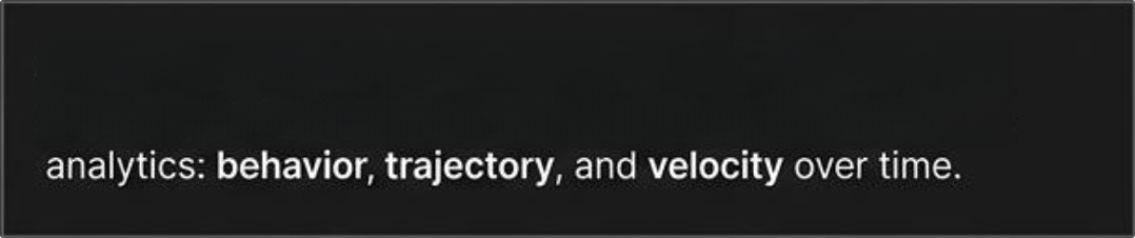 analytics: behavior, trajectory, and velocity over time.